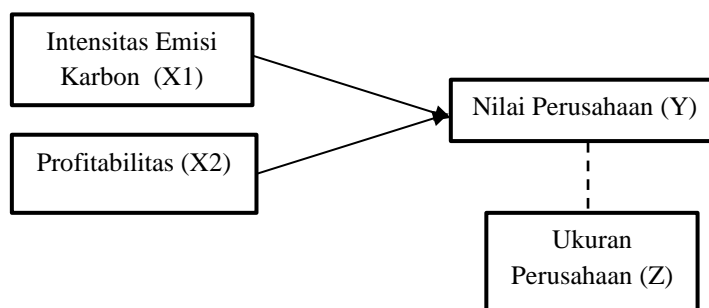 Intensitas Emisi
Karbon (X1)
Nilai Perusahaan (Y)
Profitabilitas (X2)
Ukuran
Perusahaan (Z)